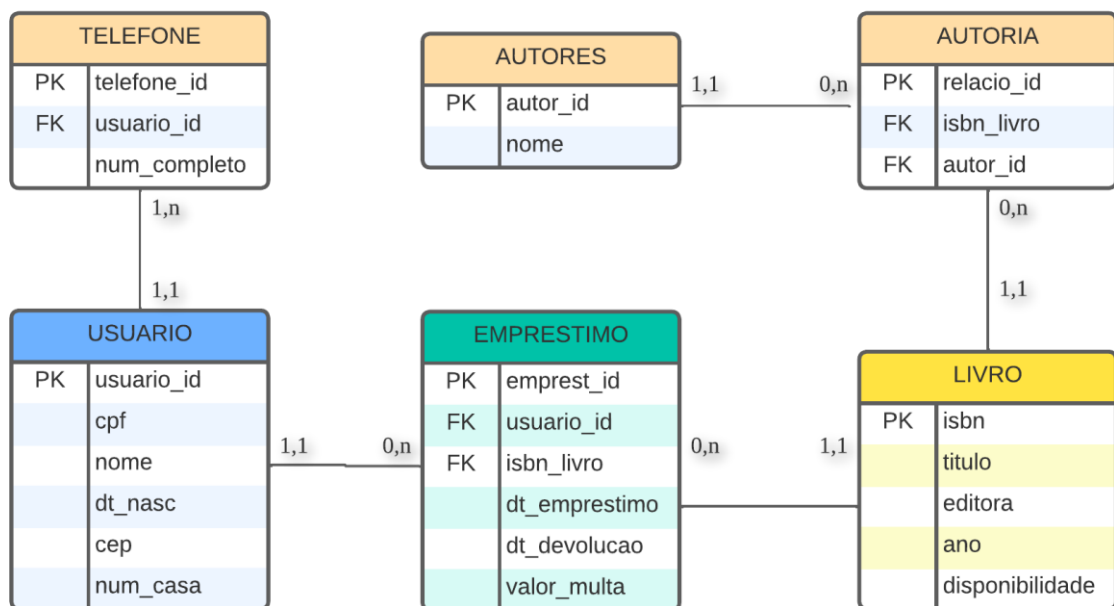 TELEFONE
PK telefone_id
FK usuario_id
num_completo
AUTORES
PK autor_id
nome
1,1 0,n
AUTORIA
PK relacio_id
FK isbn_livro
FK autor_id
1,n
1,1
0,n
1,1
USUARIO
PK usuario_id
cpf
nome
dt_nasc
cep
num_casa
1,1 0,n
EMPRESTIMO
PK emprest_id
FK usuario_id
FK isbn_livro
dt_emprestimo
dt_devolucao
valor_multa
0,n 1,1
LIVRO
PK isbn
titulo
editora
ano
disponibilidade